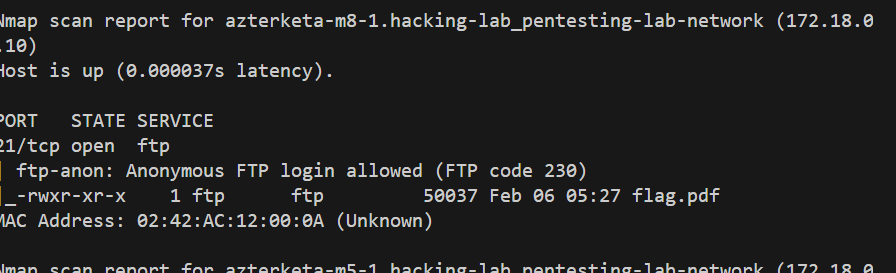 Nmap scan report for azterketa-m8-1.hacking-lab_pentesting-lab-network (172.18.0
.10)
Host is up (0.000037s latency).
PORT   STATE SERVICE
21/tcp open  ftp
| ftp-anon: Anonymous FTP login allowed (FTP code 230)
|_-rwxr-xr-x    1 ftp      ftp         50037 Feb 06 05:27 flag.pdf
MAC Address: 02:42:AC:12:00:0A (Unknown)
Nmap scan report for azterketa-m5-1.hacking-lab_pentesting-lab-network (172.18.0